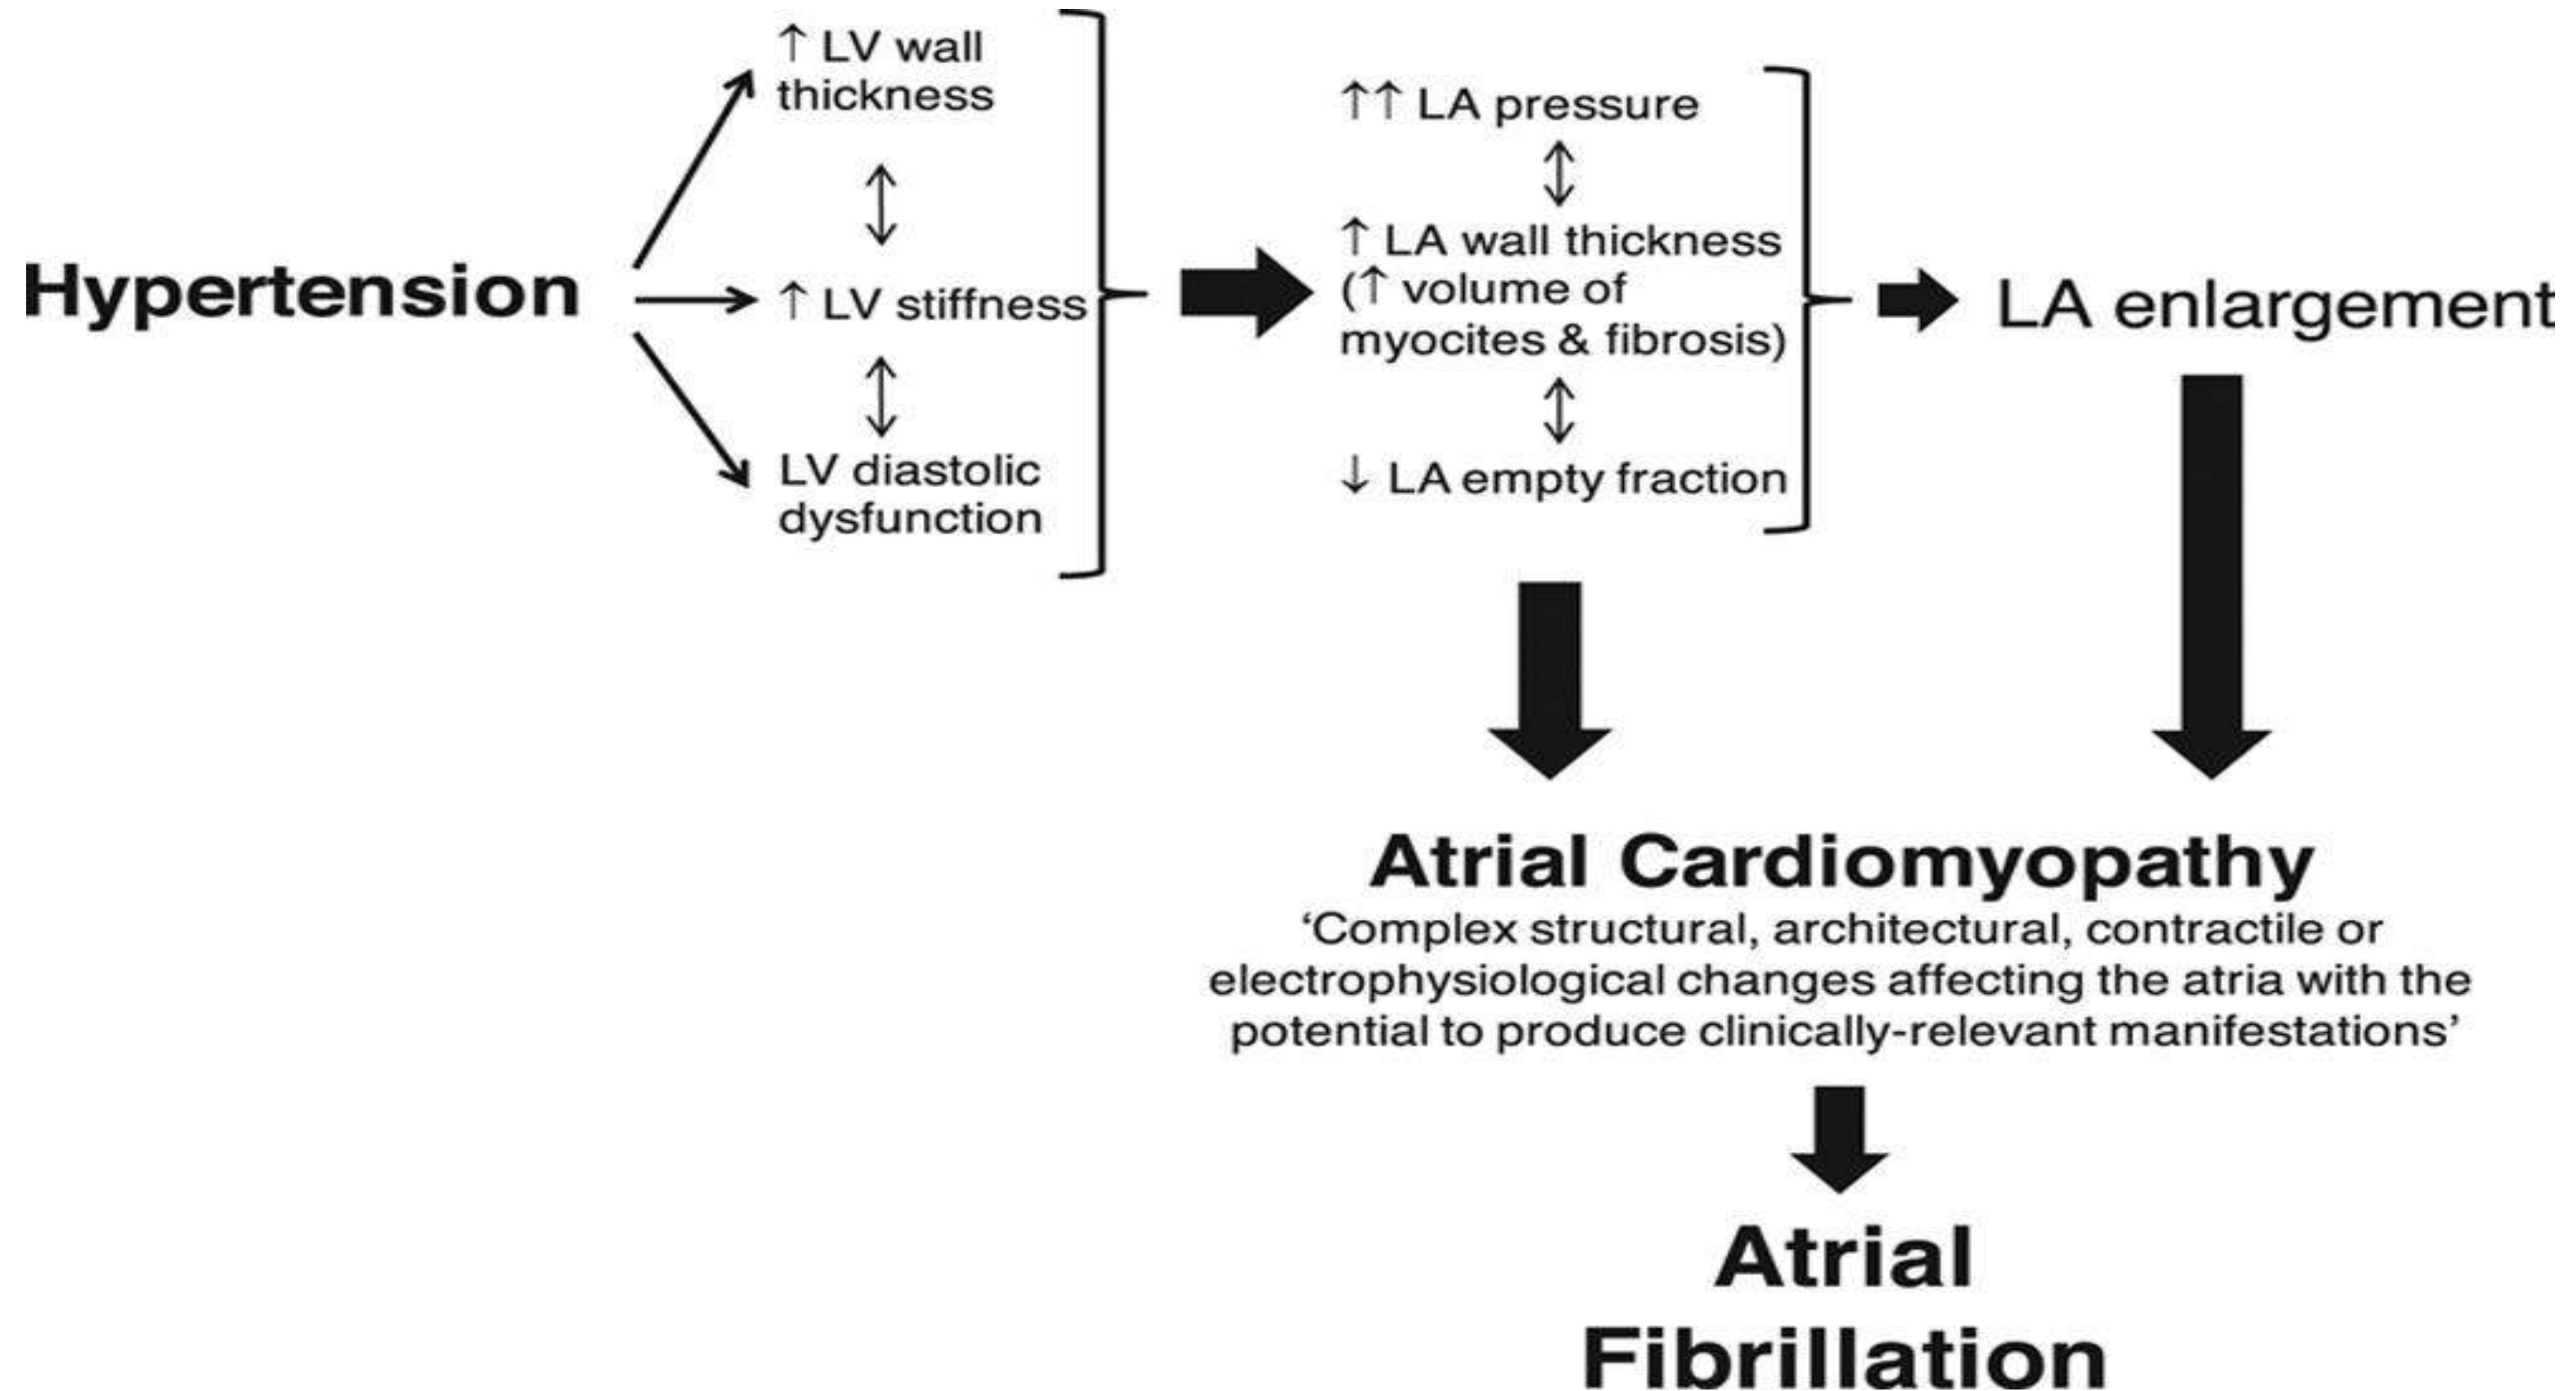 Hypertension
↑ LV wall
thickness
↑ LV stiffness
LV diastolic
dysfunction
↑↑ LA pressure
↑ LA wall thickness
(↑ volume of
myocites & fibrosis)
↓ LA empty fraction
LA enlargement
Atrial Cardiomyopathy
‘Complex structural, architectural, contractile or
electrophysiological changes affecting the atria with the
potential to produce clinically-relevant manifestations’
Atrial
Fibrillation